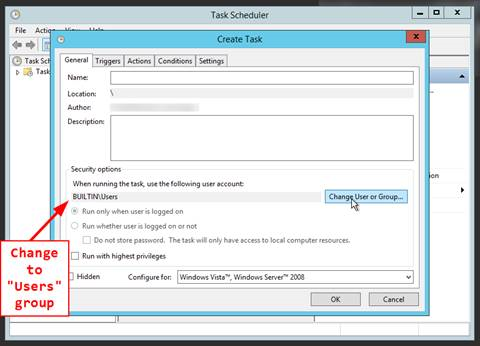 Task Scheduler
File
Action
View
Help
Create Task
Task Sch
Task
General
Triggers
Actions
Conditions
Settings
Name:
Location:
\
Author:
Description:
Security options
When running the task, use the following user account:
BUILTIN\Users
Change User or Group...
Run only when user is logged on
Run whether user is logged on or not
Do not store password. The task will only have access to local computer resources.
Run with highest privileges
Hidden
Configure for:
Windows Vista™, Windows Server™ 2008
OK
Cancel
Change
to
"Users"
group